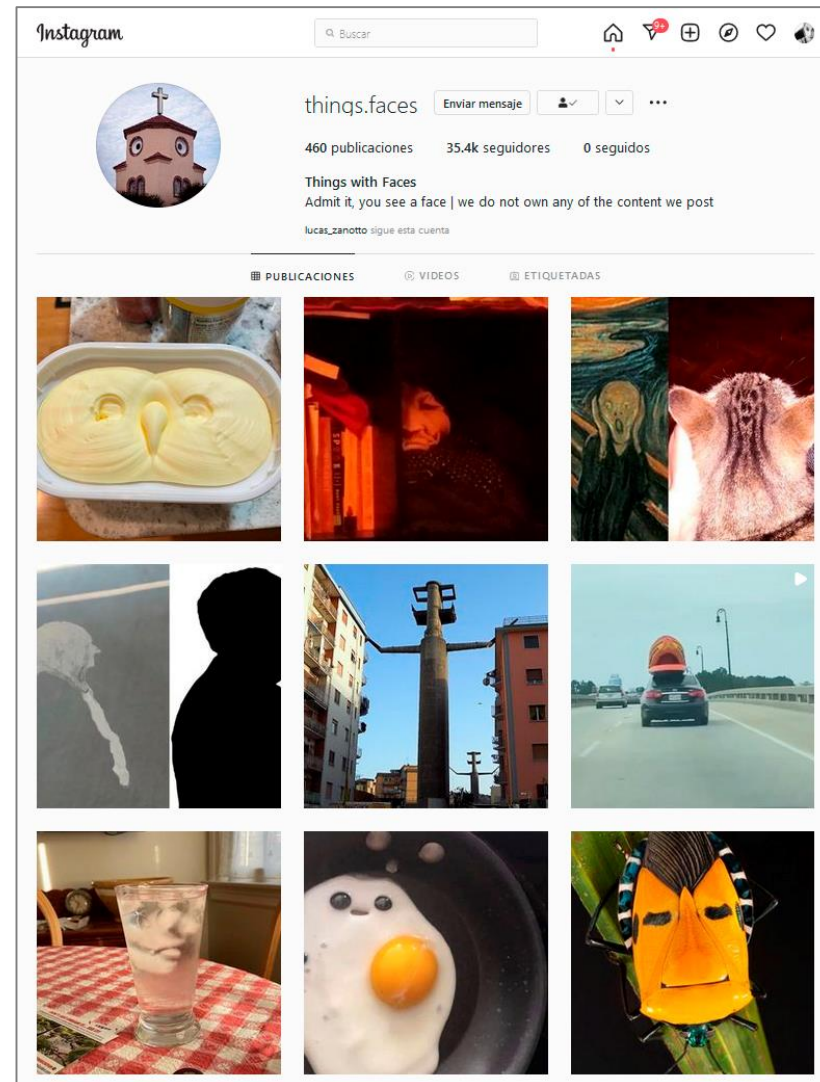 Instagram
Buscar
9+
things.faces Enviar mensaje
460 publicaciones 35.4k seguidores 0 seguidos
Things with Faces
Admit it, you see a face | we do not own any of the content we post
lucas_zanotto sigue esta cuenta
PUBLICACIONES VIDEOS ETIQUETADAS